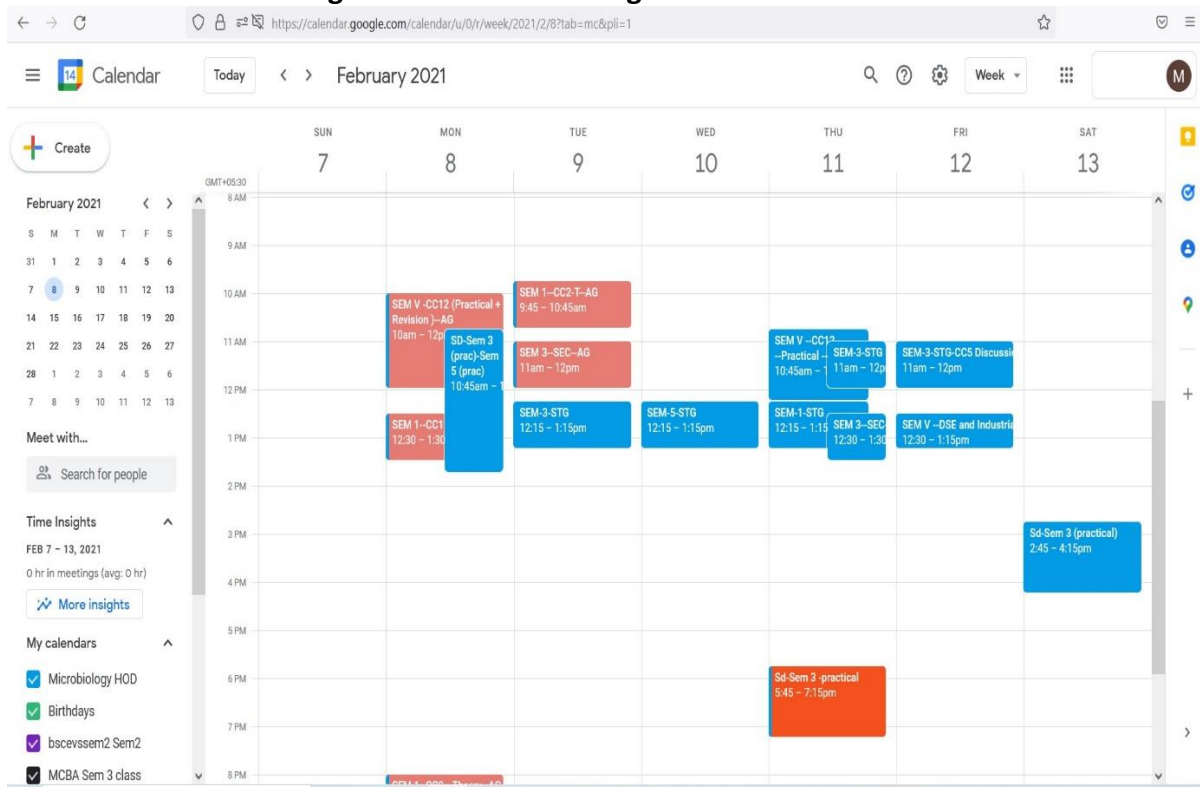 https://calendar.google.com/calendar/u/0/r/week/2021/2/8?tab=mc&pli=1
14 Calendar Today February 2021 Week M
Create
SUN MON TUE WED THU FRI SAT
7 8 9 10 11 12 13
GMT+05:30
February 2021
S M T W T F S
31 1 2 3 4 5 6
7 8 9 10 11 12 13
14 15 16 17 18 19 20
21 22 23 24 25 26 27
28 1 2 3 4 5 6
7 8 9 10 11 12 13
Meet with...
Search for people
Time Insights
FEB 7 – 13, 2021
0 hr in meetings (avg: 0 hr)
More insights
My calendars
Microbiology HOD
Birthdays
bscevssem2 Sem2
MCBA Sem 3 class
8 AM
9 AM
10 AM
11 AM
12 PM
1 PM
2 PM
3 PM
4 PM
5 PM
6 PM
7 PM
8 PM
SEM V -CC12 (Practical +
Revision )--AG
10am – 12p
SD-Sem 3
(prac)-Sem
5 (prac)
10:45am – 1
SEM 1--CC1
12:30 – 1:30
SEM 1--CC2-T--AG
9:45 – 10:45am
SEM 3--SEC--AG
11am – 12pm
SEM-3-STG
12:15 – 1:15pm
SEM-5-STG
12:15 – 1:15pm
SEM V --CC12
--Practical --
10:45am – 1
SEM-3-STG
11am – 12p
SEM-1-STG
12:15 – 1:15
SEM 3--SEC
12:30 – 1:30
Sd-Sem 3 -practical
5:45 – 7:15pm
SEM-3-STG-CC5 Discussi
11am – 12pm
SEM V --DSE and Industria
12:30 – 1:15pm
Sd-Sem 3 (practical)
2:45 – 4:15pm